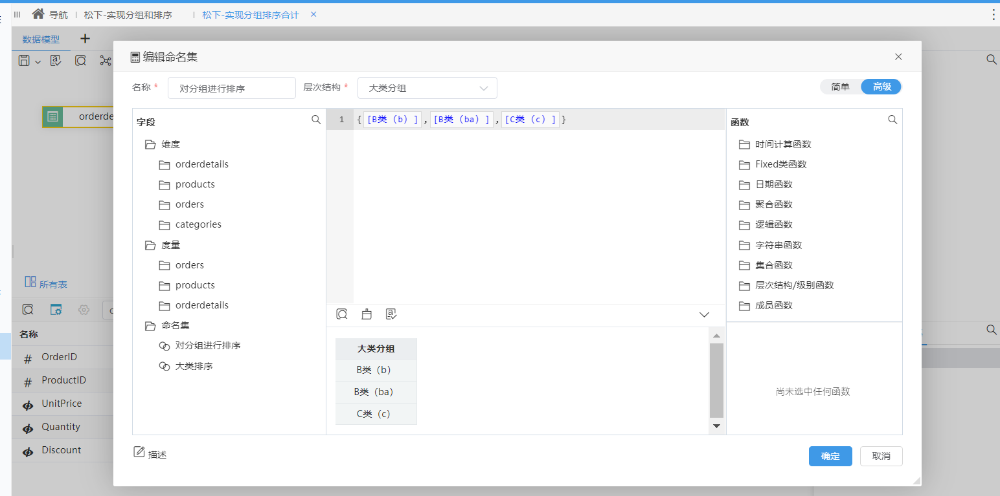 导航
松下-实现分组和排序
松下-实现分组排序合计
数据模型
orderde
所有表
名称
OrderID
ProductID
UnitPrice
Quantity
Discount
编辑命名集
名称 *
对分组进行排序
层次结构 *
大类分组
简单
高级
字段
维度
orderdetails
products
orders
categories
度量
orders
products
orderdetails
命名集
对分组进行排序
大类排序
1 {[B类（b）],[B类（ba）],[C类（c）]}
大类分组
B类（b）
B类（ba）
C类（c）
函数
时间计算函数
Fixed类函数
日期函数
聚合函数
逻辑函数
字符串函数
集合函数
层次结构/级别函数
成员函数
尚未选中任何函数
描述
确定
取消